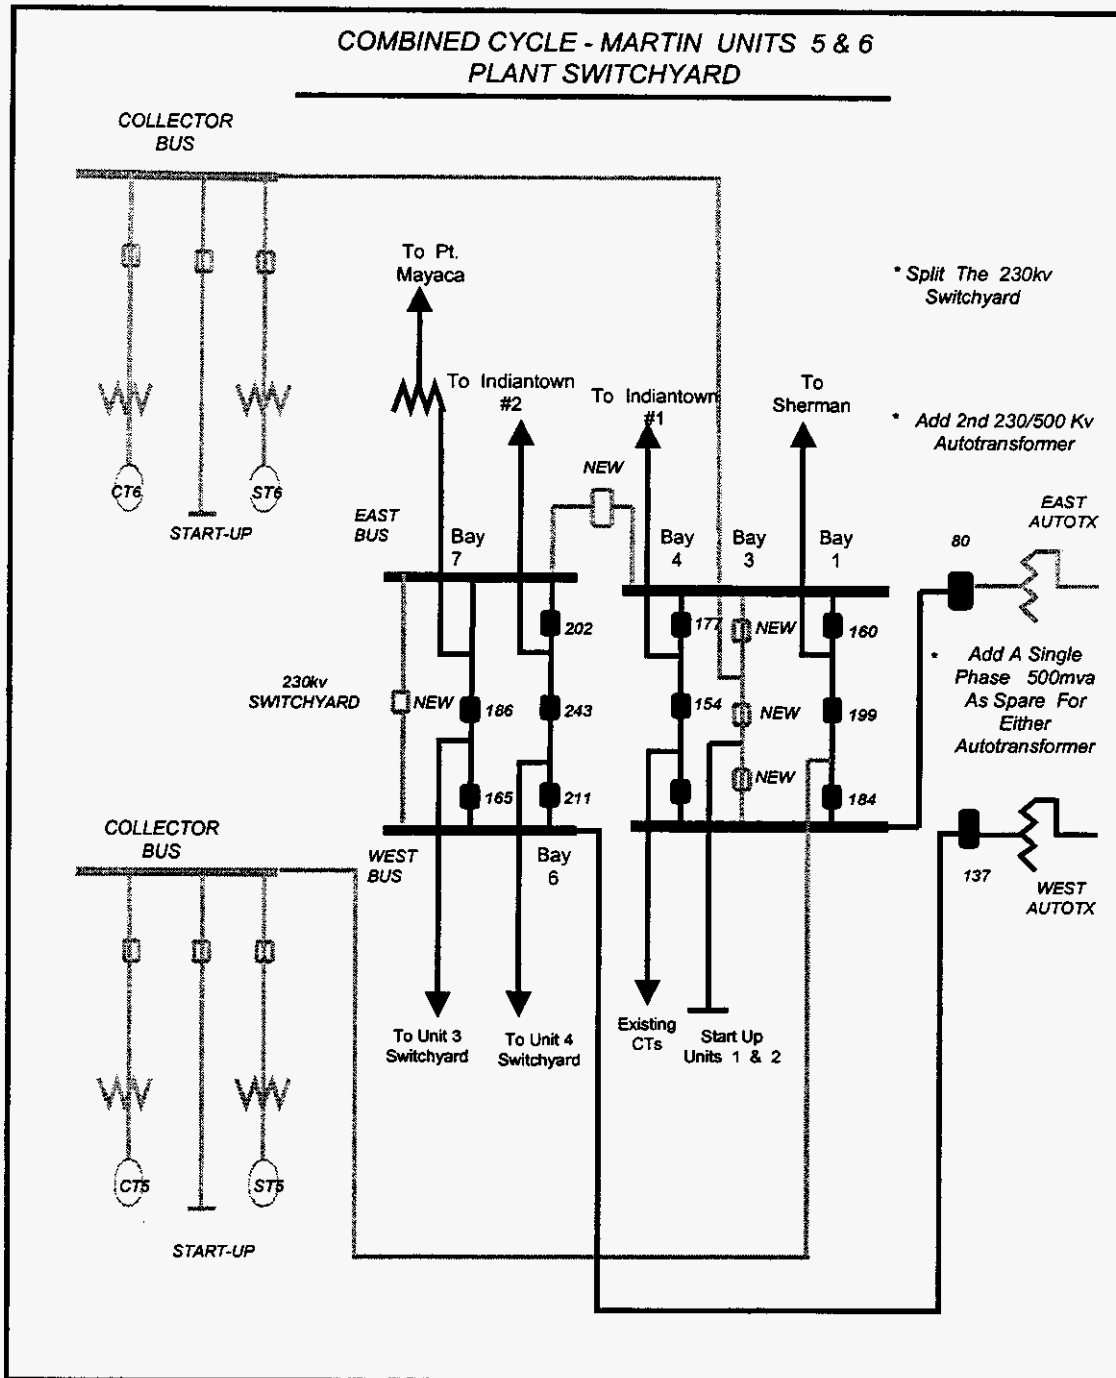 COMBINED CYCLE - MARTIN UNITS 5 & 6
PLANT SWITCHYARD
COLLECTOR
BUS
To Pt.
Mayaca
* Split The 230kv
Switchyard
To Indiantown
#2
To Indiantown
#1
To
Sherman
* Add 2nd 230/500 Kv
Autotransformer
CT6
ST6
START-UP
NEW
EAST
BUS
Bay
7
Bay
4
Bay
3
Bay
1
80
EAST
AUTOTX
202
177
NEW
160
* Add A Single
Phase 500mva
As Spare For
Either
Autotransformer
230kv
SWITCHYARD
NEW
186
243
154
NEW
199
165
211
NEW
184
COLLECTOR
BUS
WEST
BUS
Bay
6
137
WEST
AUTOTX
To Unit 3
Switchyard
To Unit 4
Switchyard
Existing
CTs
Start Up
Units 1 & 2
CT5
ST5
START-UP